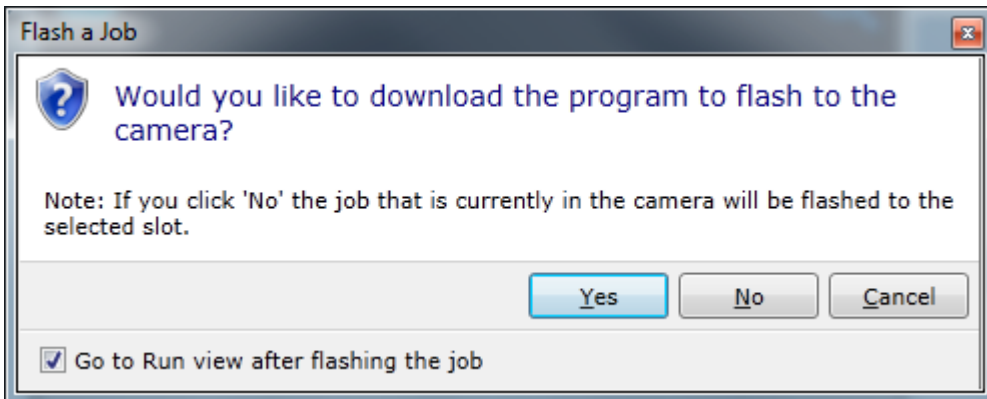 Flash a Job
Would you like to download the program to flash to the
camera?
Note: If you click 'No' the job that is currently in the camera will be flashed to the
selected slot.
Yes
No
Cancel
Go to Run view after flashing the job